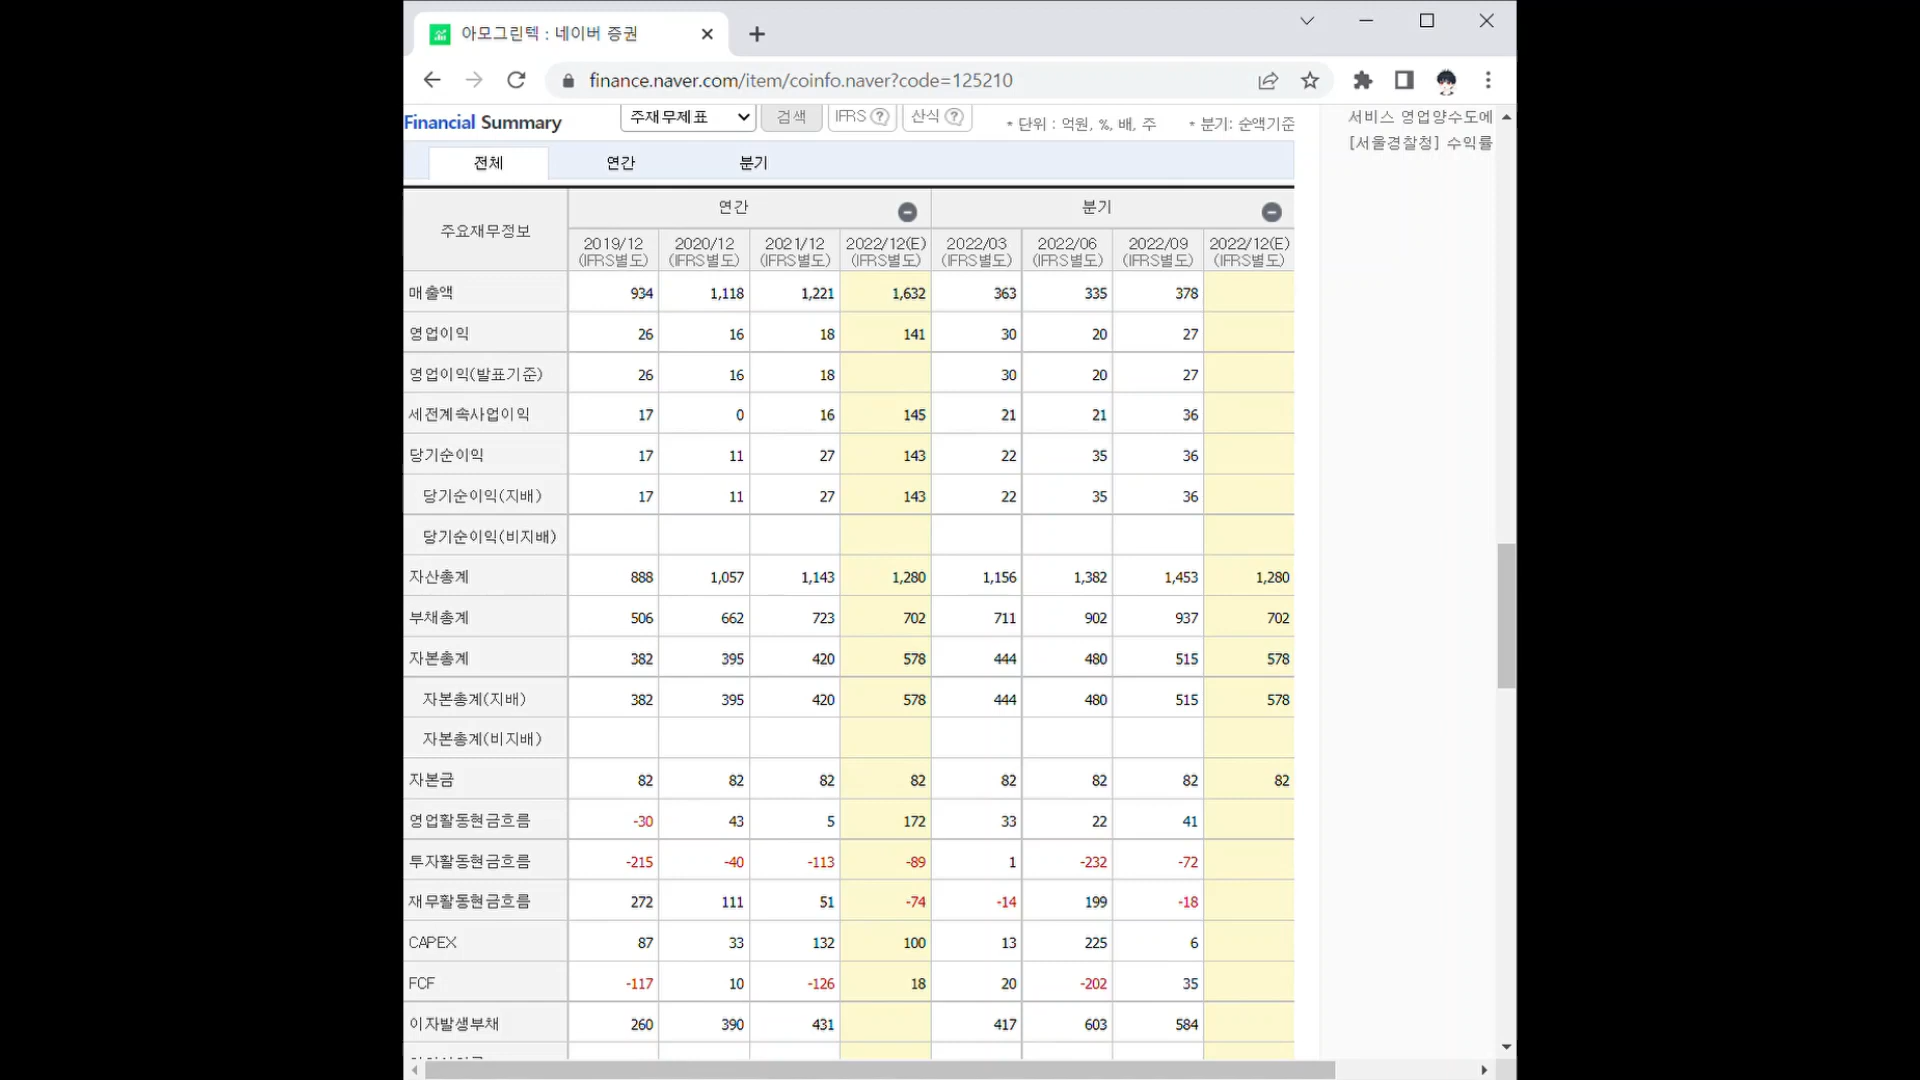 아모그린텍 : 네이버 증권
finance.naver.com/item/coinfo.naver?code=125210
Financial Summary 주재무제표 검색 IFRS ? 산식 ? * 단위 : 억원, %, 배, 주 * 분기: 순액기준
서비스 영업양수도에
[서울경찰청] 수익률
전체 연간 분기
주요재무정보 연간 분기
2019/12 2020/12 2021/12 2022/12(E) 2022/03 2022/06 2022/09 2022/12(E)
(IFRS별도) (IFRS별도) (IFRS별도) (IFRS별도) (IFRS별도) (IFRS별도) (IFRS별도) (IFRS별도)
매출액 934 1,118 1,221 1,632 363 335 378
영업이익 26 16 18 141 30 20 27
영업이익(발표기준) 26 16 18 30 20 27
세전계속사업이익 17 0 16 145 21 21 36
당기순이익 17 11 27 143 22 35 36
당기순이익(지배) 17 11 27 143 22 35 36
당기순이익(비지배)
자산총계 888 1,057 1,143 1,280 1,156 1,382 1,453 1,280
부채총계 506 662 723 702 711 902 937 702
자본총계 382 395 420 578 444 480 515 578
자본총계(지배) 382 395 420 578 444 480 515 578
자본총계(비지배)
자본금 82 82 82 82 82 82 82 82
영업활동현금흐름 -30 43 5 172 33 22 41
투자활동현금흐름 -215 -40 -113 -89 1 -232 -72
재무활동현금흐름 272 111 51 -74 -14 199 -18
CAPEX 87 33 132 100 13 225 6
FCF -117 10 -126 18 20 -202 35
이자발생부채 260 390 431 417 603 584